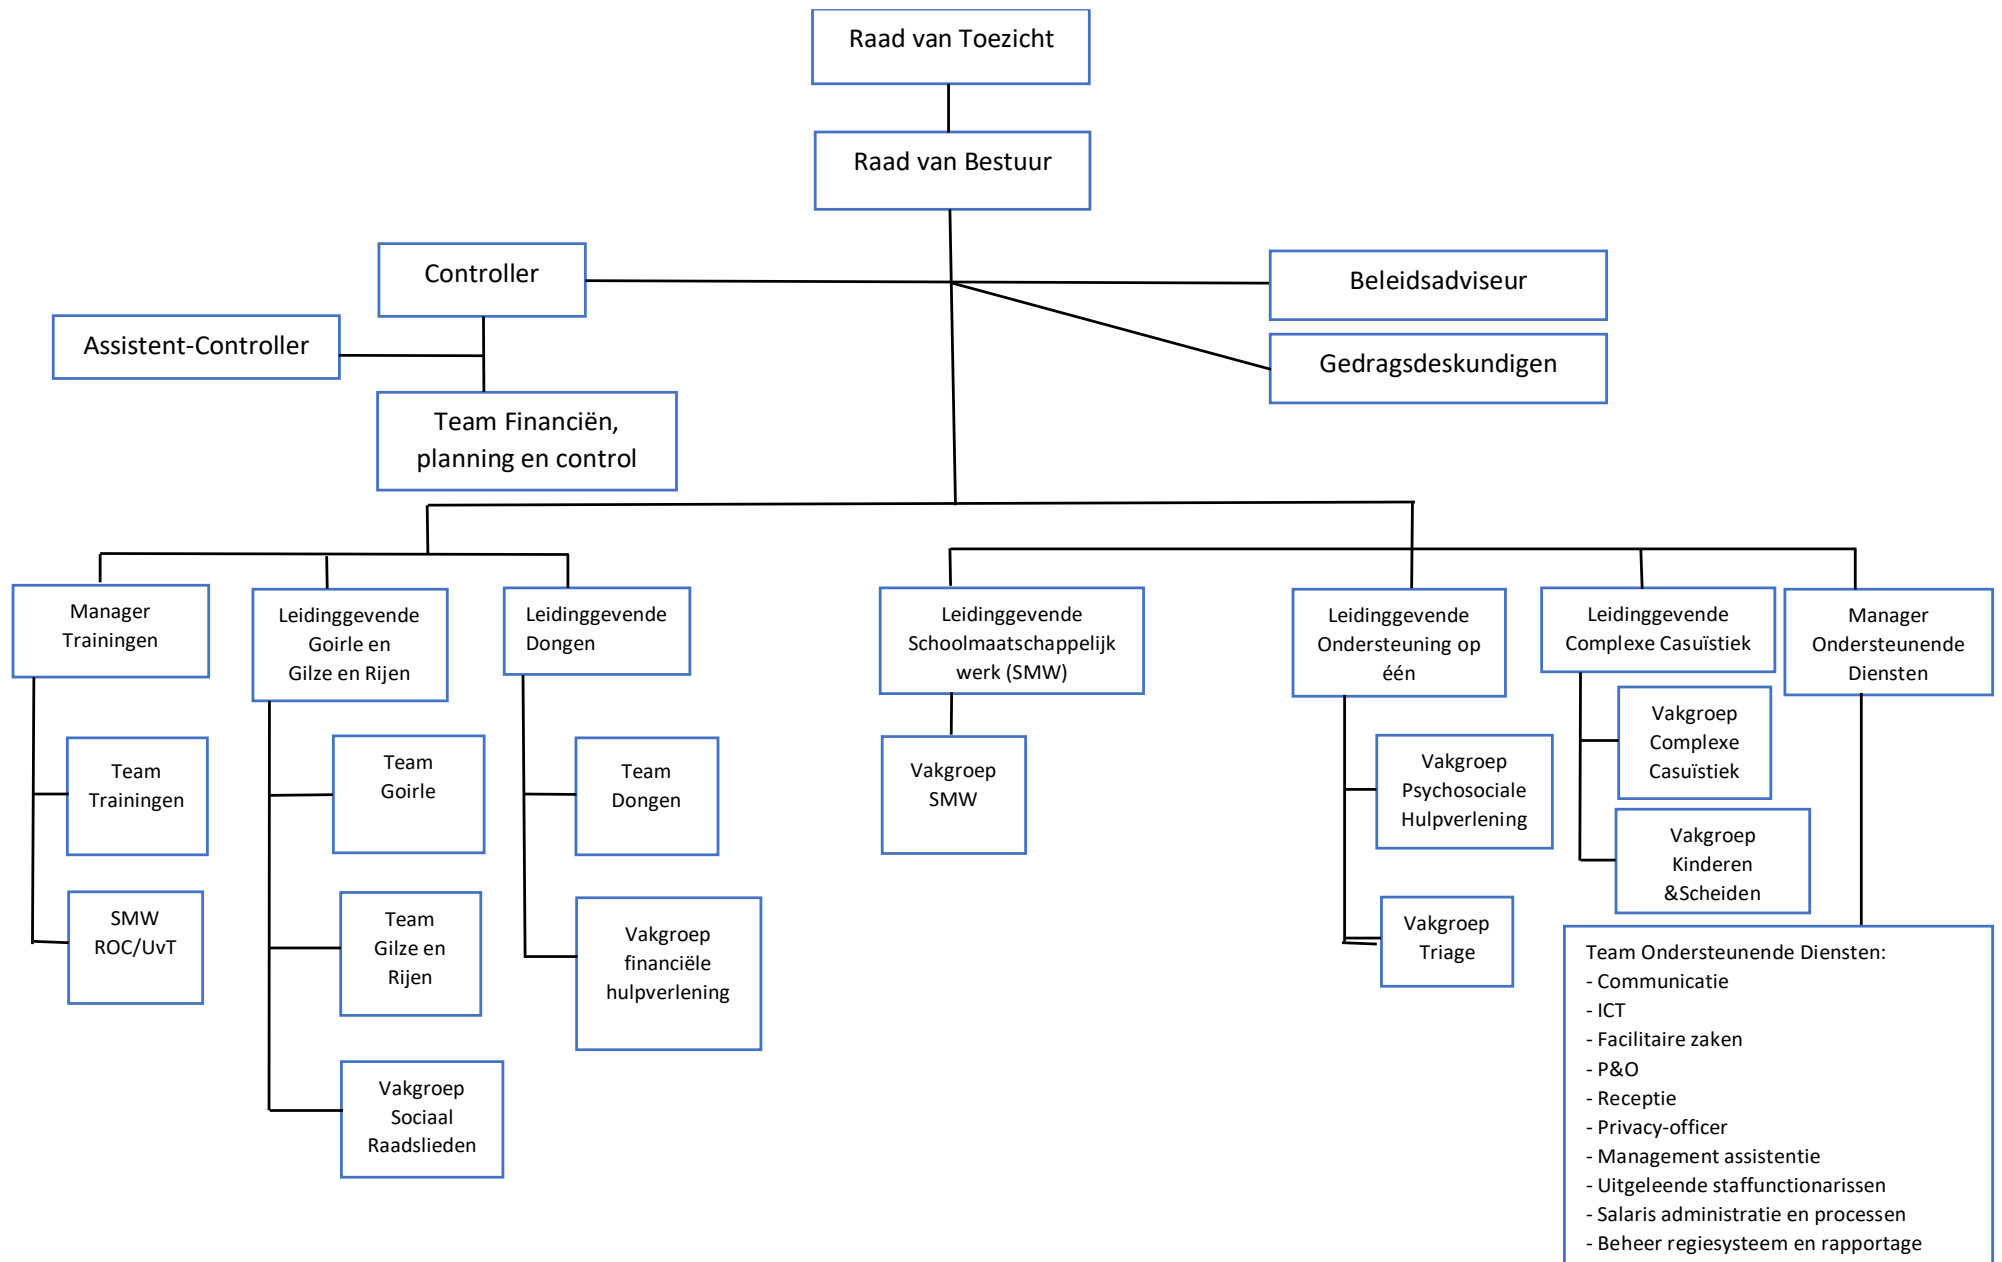 Raad van Toezicht
Raad van Bestuur
Controller
Beleidsadviseur
Assistent-Controller
Gedragsdeskundigen
Team Financiën,
planning en control
Manager
Trainingen
Leidinggevende
Goirle en
Gilze en Rijen
Leidinggevende
Dongen
Leidinggevende
Schoolmaatschappelijk
werk (SMW)
Leidinggevende
Ondersteuning op
één
Leidinggevende
Complexe Casuïstiek
Manager
Ondersteunende
Diensten
Team
Trainingen
SMW
ROC/UvT
Team
Goirle
Team
Gilze en
Rijen
Vakgroep
Sociaal
Raadslieden
Team
Dongen
Vakgroep
financiële
hulpverlening
Vakgroep
SMW
Vakgroep
Psychosociale
Hulpverlening
Vakgroep
Triage
Vakgroep
Complexe
Casuïstiek
Vakgroep
Kinderen
&Scheiden
Team Ondersteunende Diensten:
- Communicatie
- ICT
- Facilitaire zaken
- P&O
- Receptie
- Privacy-officer
- Management assistentie
- Uitgeleende staffunctionarissen
- Salaris administratie en processen
- Beheer regiesysteem en rapportage